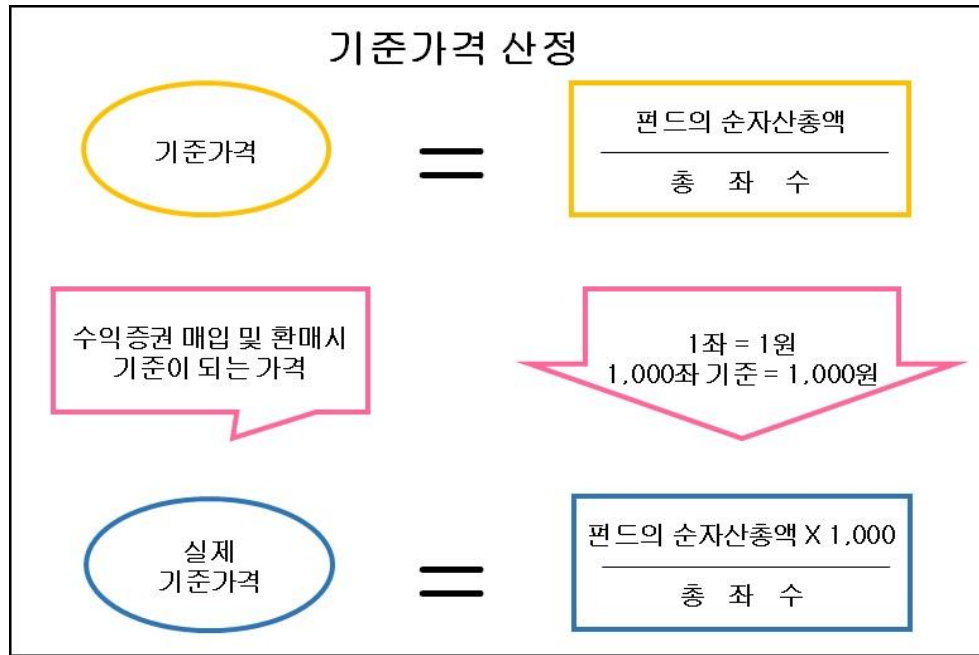 기준가격 산정
기준가격
=
펀드의 순자산총액
총 좌 수
수익증권 매입 및 환매시
기준이 되는 가격
1좌 = 1원
1,000좌 기준 = 1,000원
실제
기준가격
=
펀드의 순자산총액 X 1,000
총 좌 수